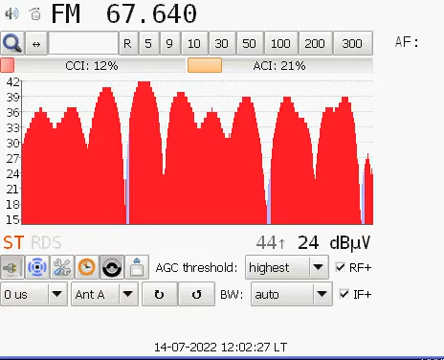 FM 67.640
↔ R 5 9 10 30 50 100 200 300 AF:
CCI: 12% ACI: 21%
42
39
36
33
30
27
24
21
18
15
ST RDS 44↑ 24 dBµV
AGC threshold: highest RF+
0 us Ant A ↻ ↺ BW: auto IF+
14-07-2022 12:02:27 LT